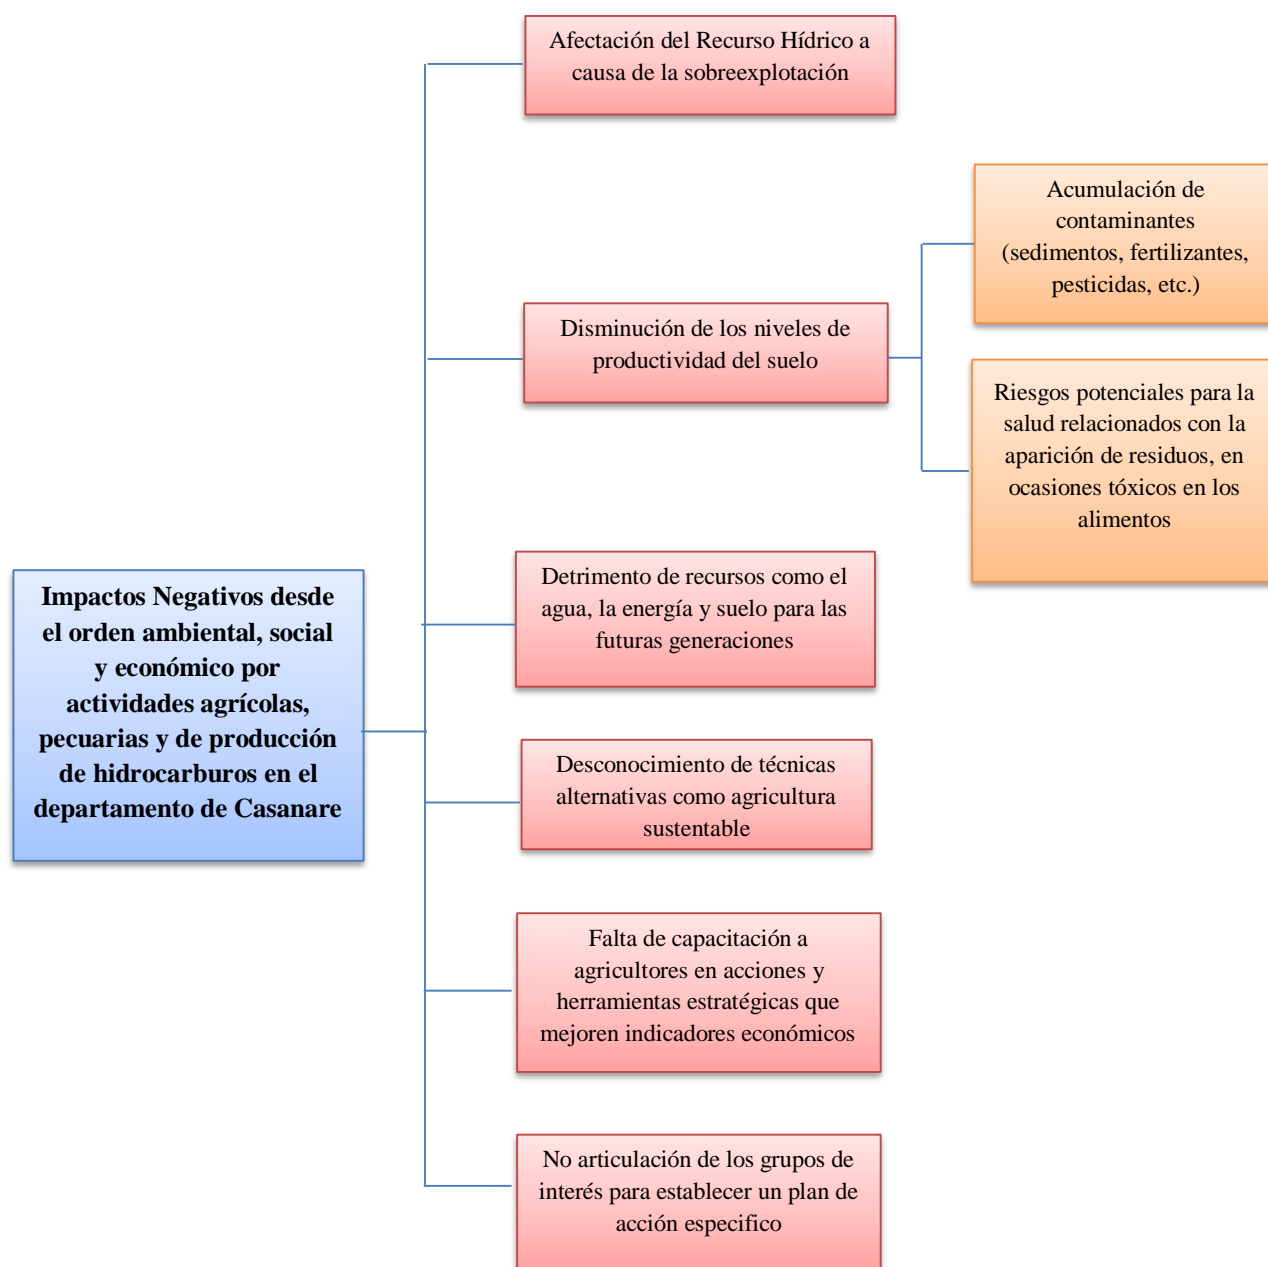 Afectación del Recurso Hídrico a
causa de la sobreexplotación
Acumulación de
contaminantes
(sedimentos, fertilizantes,
pesticidas, etc.)
Disminución de los niveles de
productividad del suelo
Riesgos potenciales para la
salud relacionados con la
aparición de residuos, en
ocasiones tóxicos en los
alimentos
Impactos Negativos desde
el orden ambiental, social
y económico por
actividades agrícolas,
pecuarias y de producción
de hidrocarburos en el
departamento de Casanare
Detrimento de recursos como el
agua, la energía y suelo para las
futuras generaciones
Desconocimiento de técnicas
alternativas como agricultura
sustentable
Falta de capacitación a
agricultores en acciones y
herramientas estratégicas que
mejoren indicadores económicos
No articulación de los grupos de
interés para establecer un plan de
acción especifico